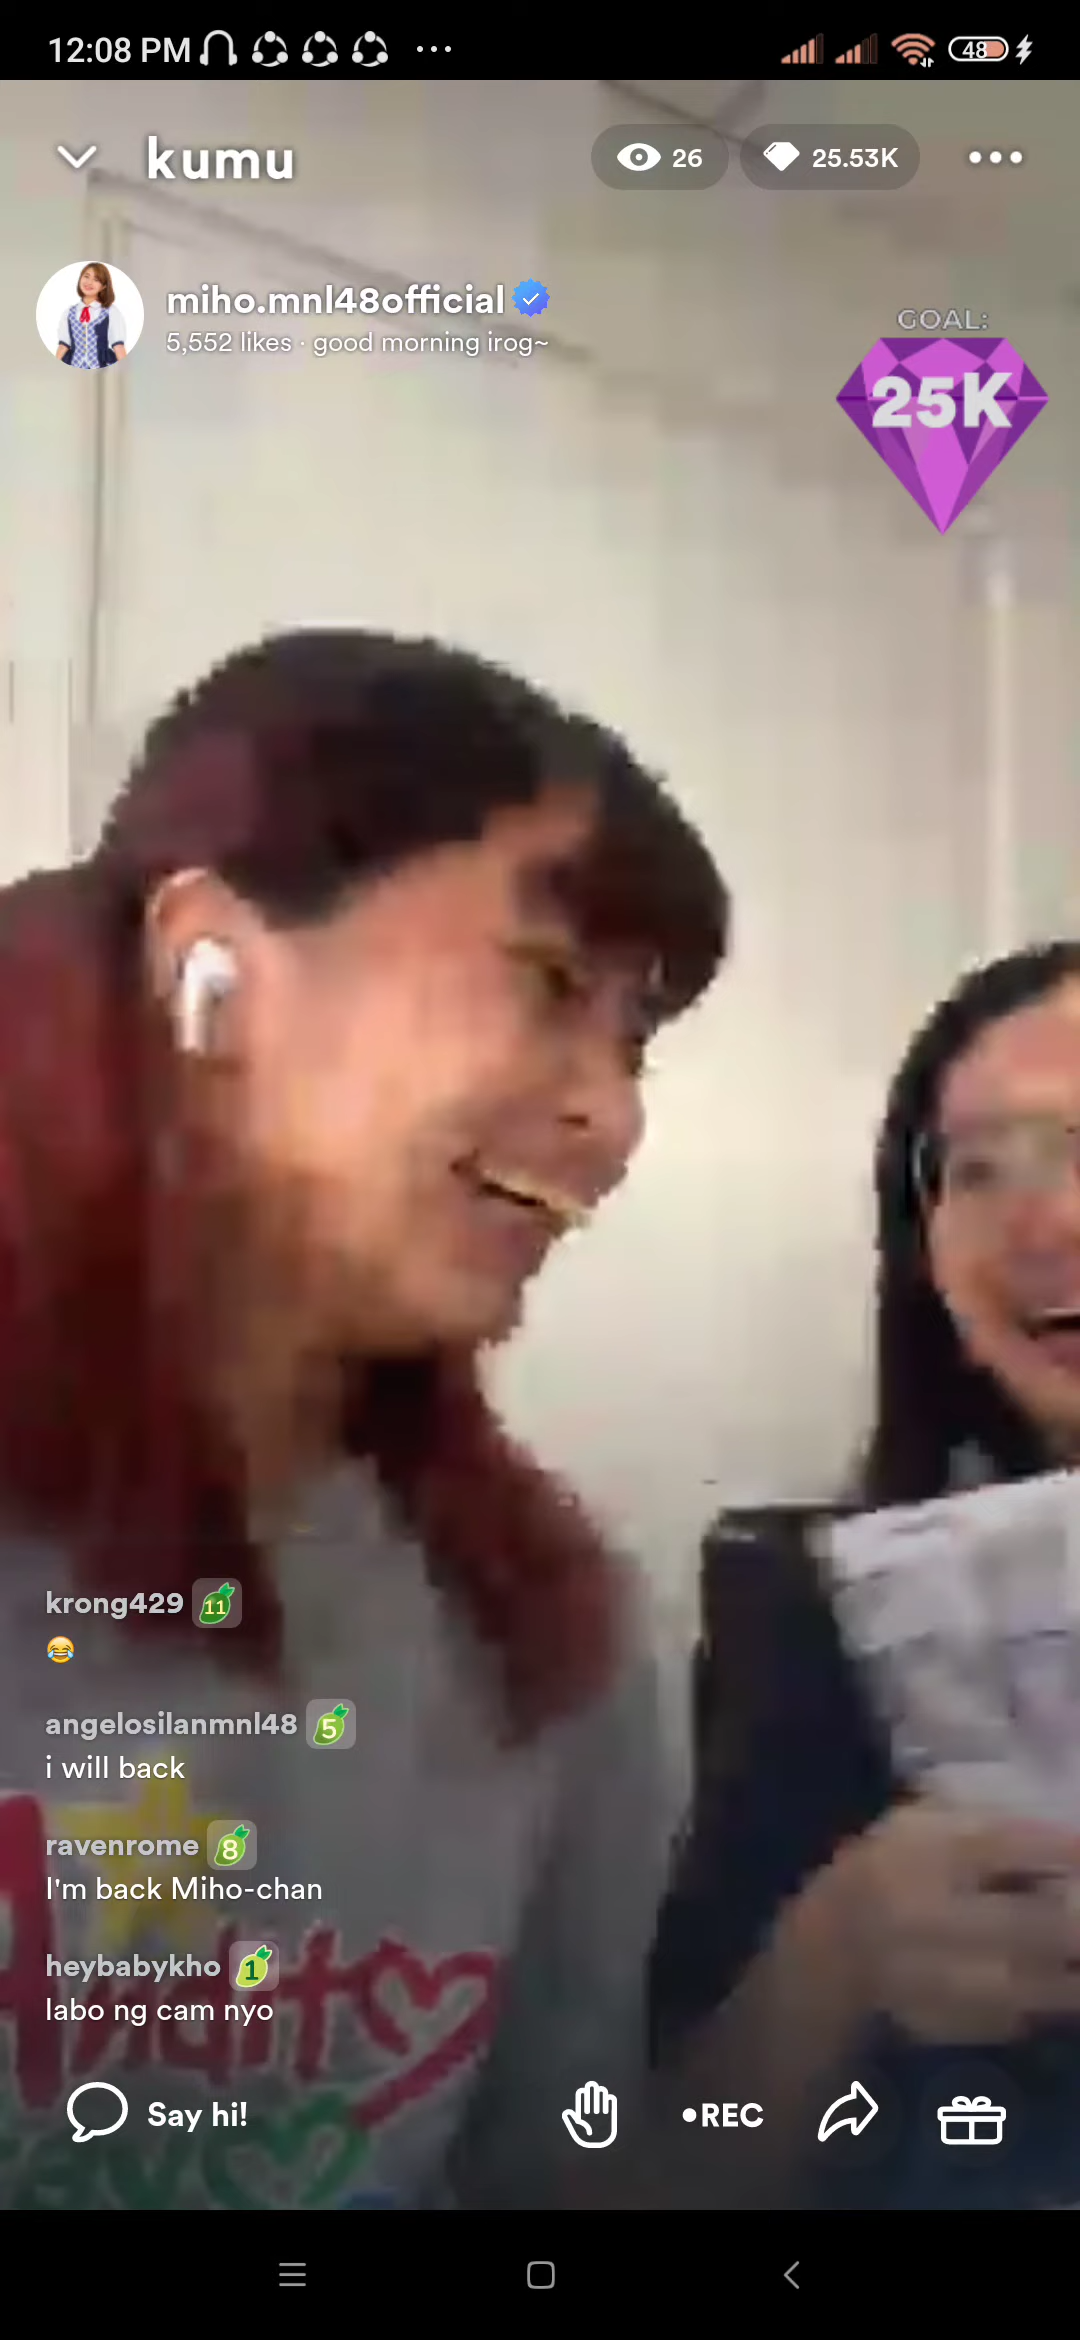 12:08 PM
48
kumu
26
25.53K
miho.mnl48official
5,552 likes · good morning irog~
GOAL:
25K
krong429 11
😂
angelosilanmnl48 5
i will back
ravenrome 8
I'm back Miho-chan
heybabykho 1
labo ng cam nyo
Say hi!
•REC